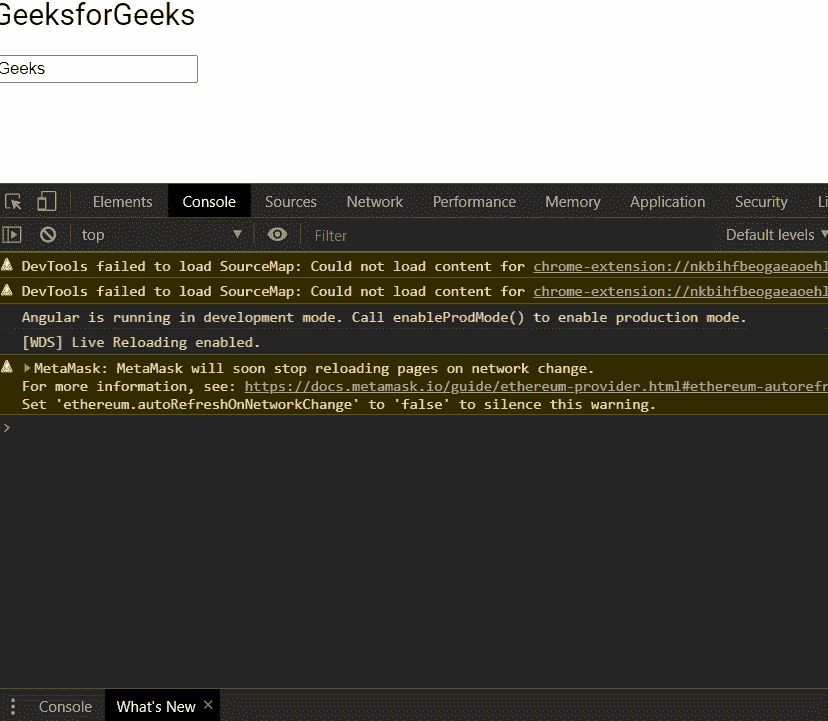 GeeksforGeeks
Geeks
Elements Console Sources Network Performance Memory Application Security Li
top Filter Default levels
DevTools failed to load SourceMap: Could not load content for chrome-extension://nkbihfbeogaeaoehl
DevTools failed to load SourceMap: Could not load content for chrome-extension://nkbihfbeogaeaoehl
Angular is running in development mode. Call enableProdMode() to enable production mode.
[WDS] Live Reloading enabled.
MetaMask: MetaMask will soon stop reloading pages on network change.
For more information, see: https://docs.metamask.io/guide/ethereum-provider.html#ethereum-autorefr
Set 'ethereum.autoRefreshOnNetworkChange' to 'false' to silence this warning.
Console What's New